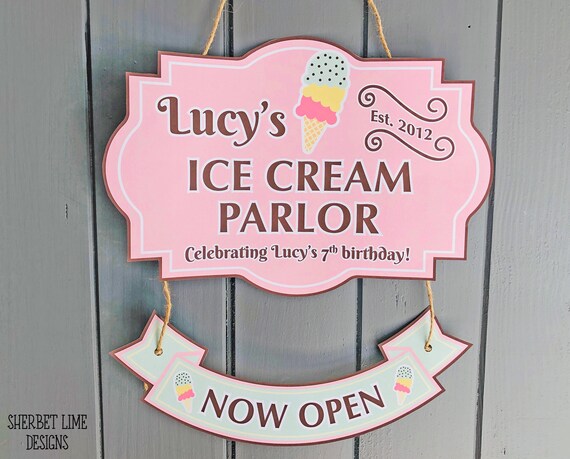 Lucy's
Est. 2012
ICE CREAM
PARLOR
Celebrating Lucy's 7th birthday!
NOW OPEN
SHERBET LIME
DESIGNS